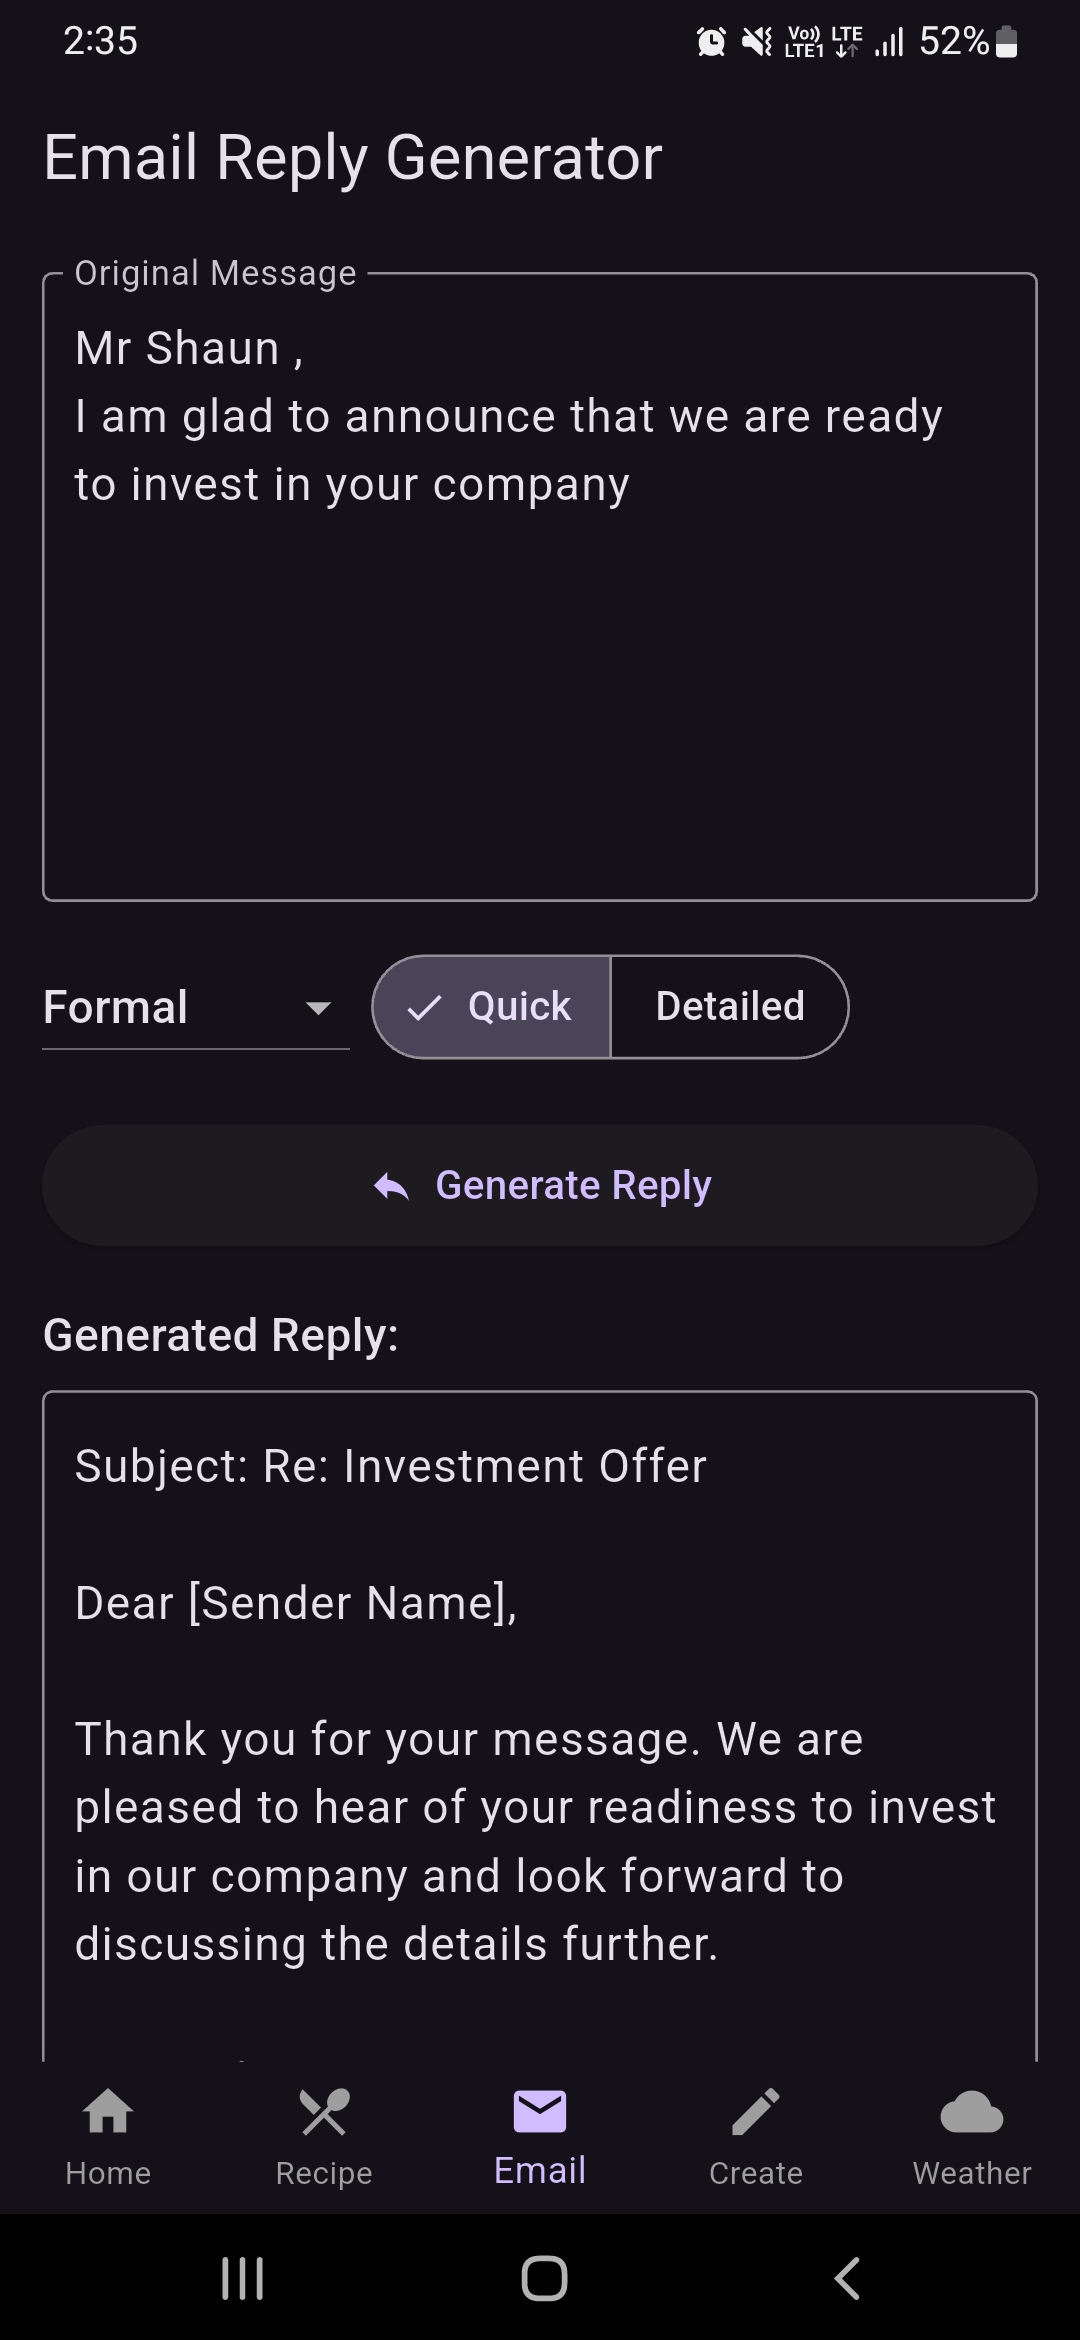 2:35
Vo)) LTE1 LTE 52%
Email Reply Generator
Original Message
Mr Shaun ,
I am glad to announce that we are ready
to invest in your company
Formal Quick Detailed
Generate Reply
Generated Reply:
Subject: Re: Investment Offer
Dear [Sender Name],
Thank you for your message. We are
pleased to hear of your readiness to invest
in our company and look forward to
discussing the details further.
Home Recipe Email Create Weather